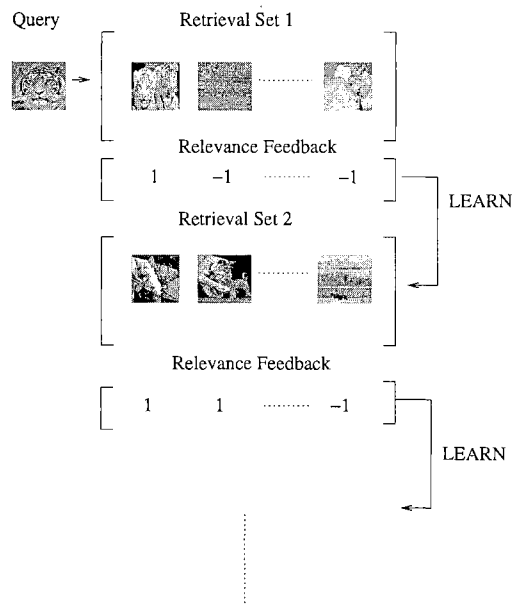 Query
Retrieval Set 1
Relevance Feedback
1 −1 ........ −1
LEARN
Retrieval Set 2
Relevance Feedback
1 1 ........ −1
LEARN